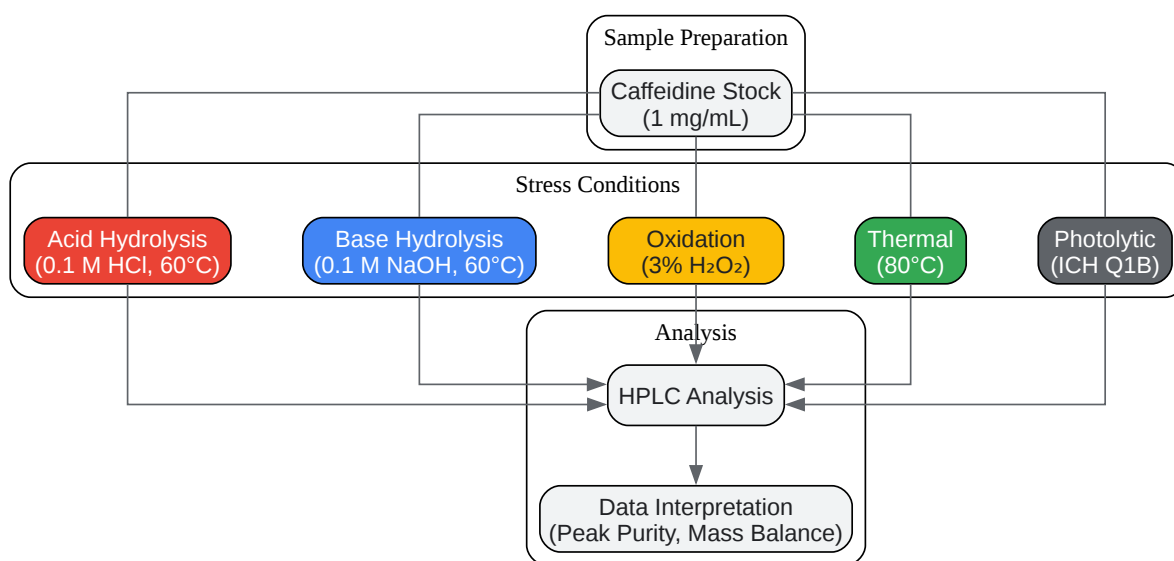 Sample Preparation
Caffeidine Stock
(1 mg/mL)
Stress Conditions
Acid Hydrolysis
(0.1 M HCl, 60°C)
Base Hydrolysis
(0.1 M NaOH, 60°C)
Oxidation
(3% H₂O₂)
Thermal
(80°C)
Photolytic
(ICH Q1B)
Analysis
HPLC Analysis
Data Interpretation
(Peak Purity, Mass Balance)